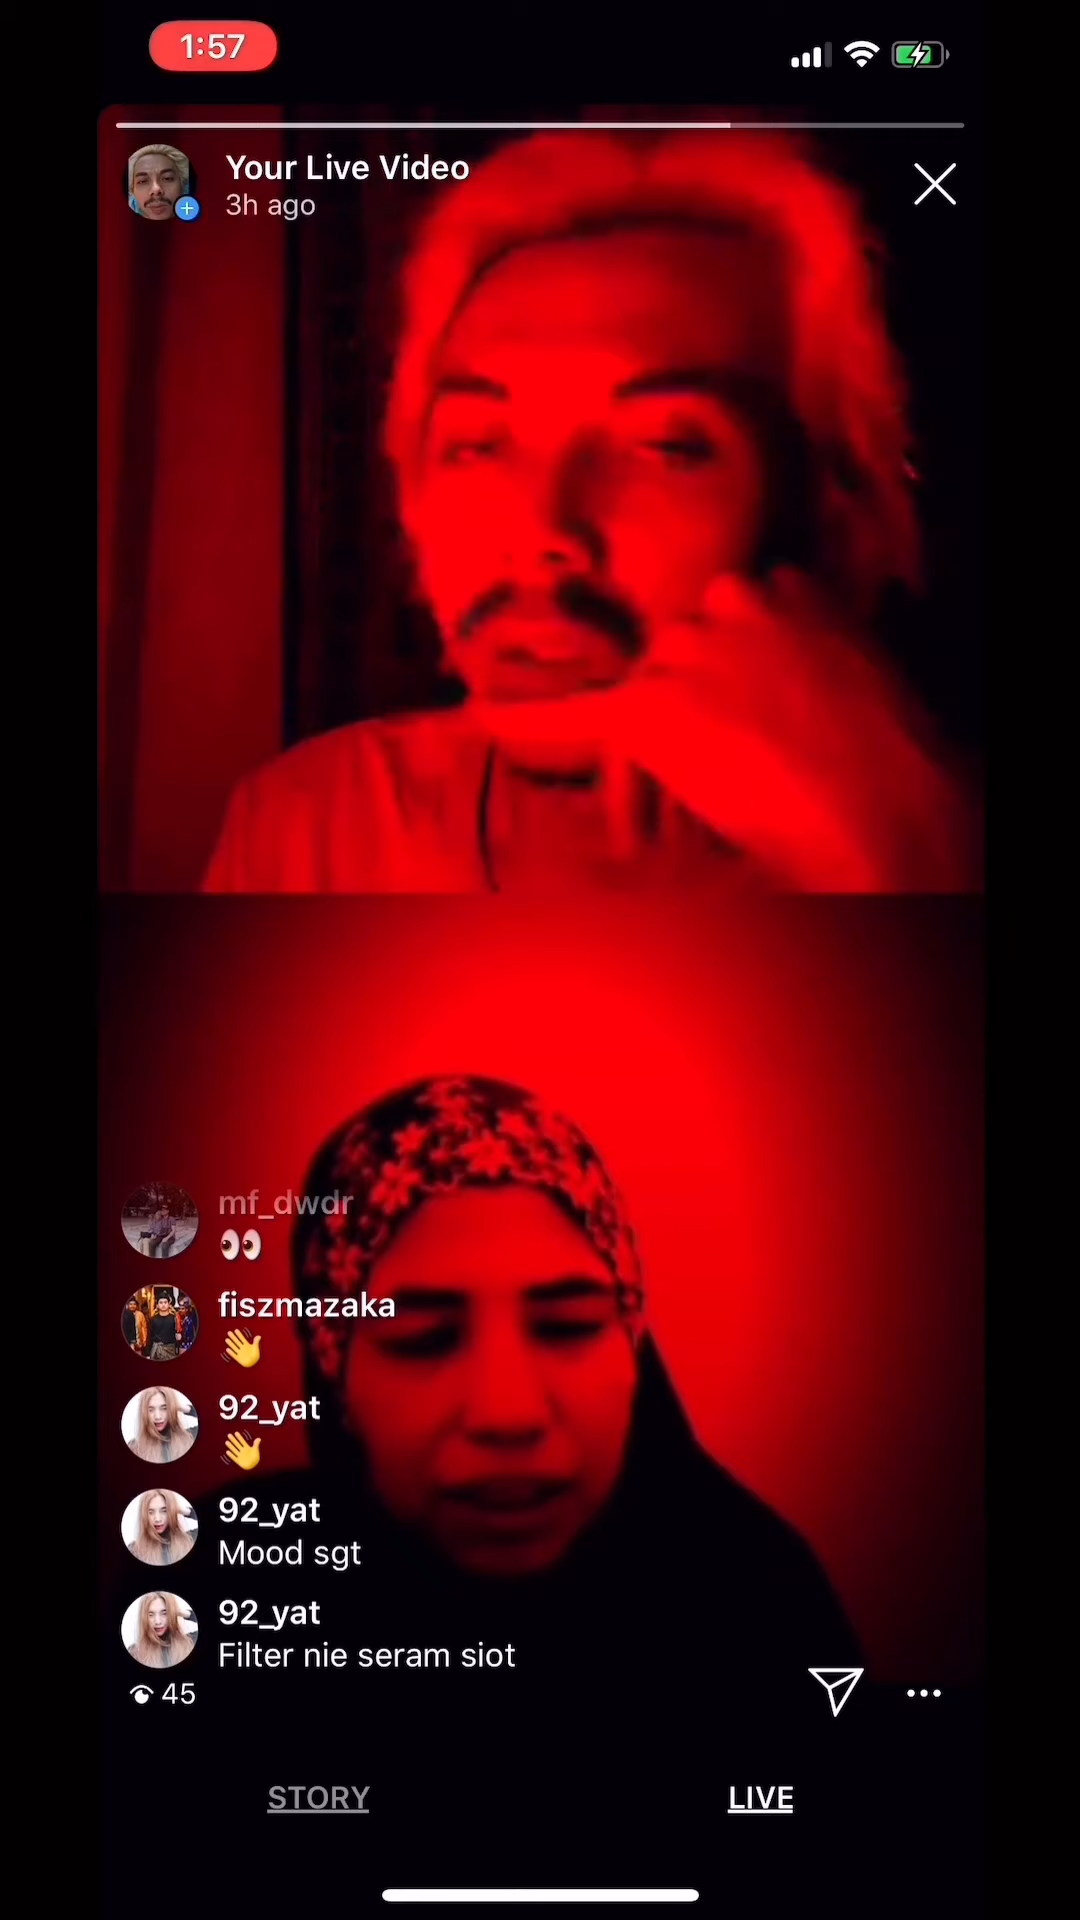 1:57
Your Live Video
3h ago
mf_dwdr
👀
fiszmazaka
👋
92_yat
👋
92_yat
Mood sgt
92_yat
Filter nie seram siot
45
STORY
LIVE